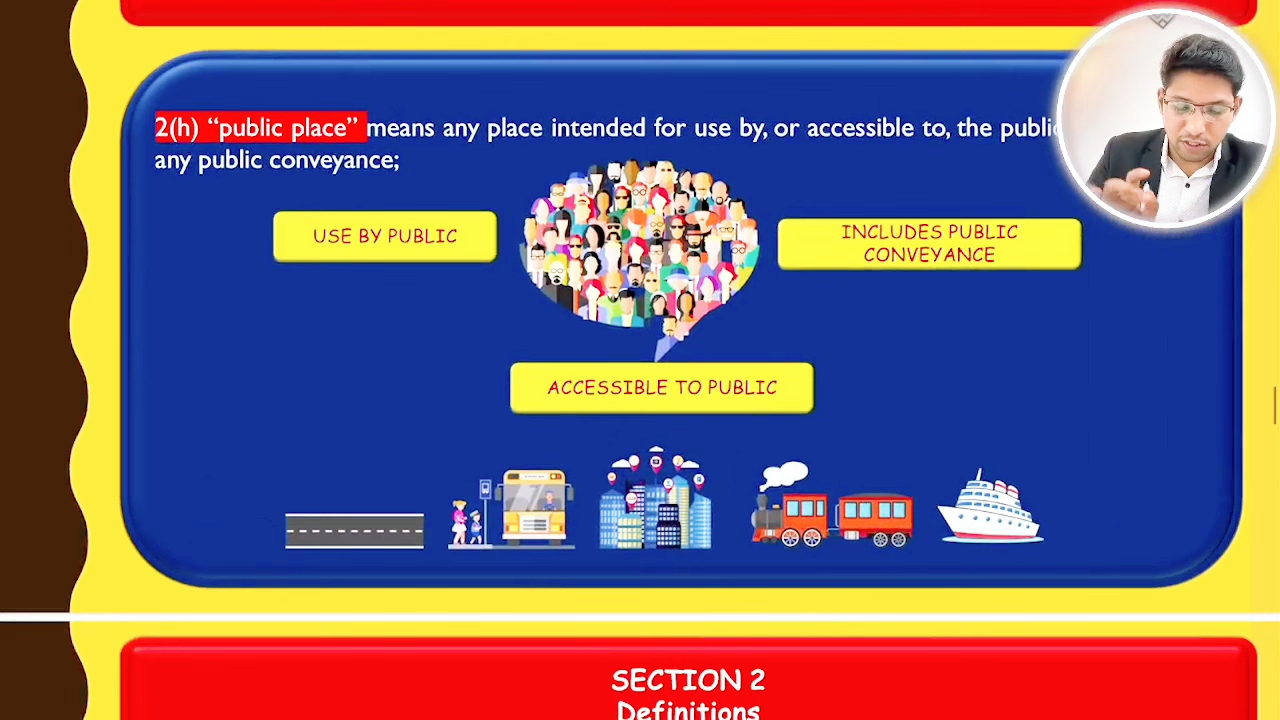 2(h) “public place” means any place intended for use by, or accessible to, the public
any public conveyance;
USE BY PUBLIC
INCLUDES PUBLIC
CONVEYANCE
ACCESSIBLE TO PUBLIC
SECTION 2
Definitions